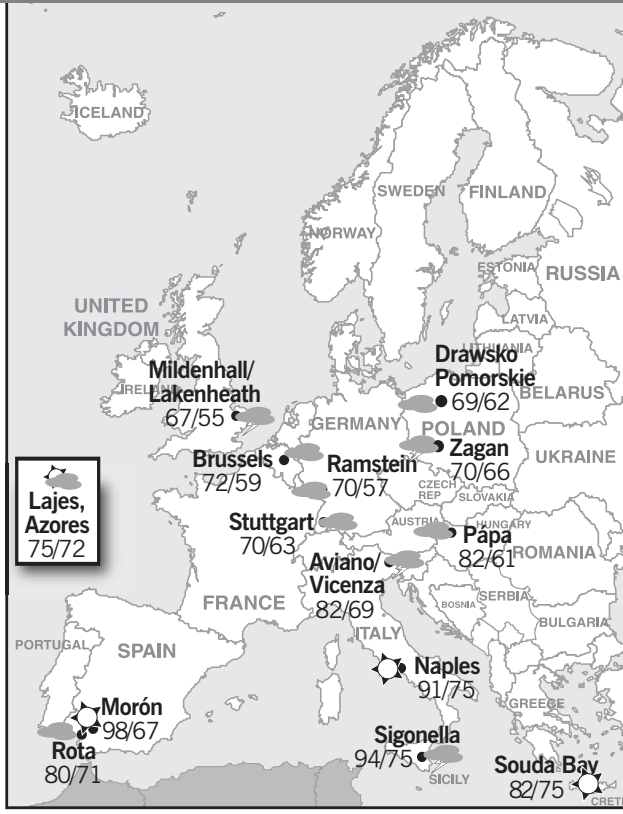 ICELAND
SWEDEN
FINLAND
NORWAY
ESTONIA
RUSSIA
LATVIA
UNITED
KINGDOM
LITHUANIA
Drawsko
Pomorskie
69/62
BELARUS
Mildenhall/
Lakenheath
67/55
IRELAND
GERMANY
POLAND
Zagan
70/66
UKRAINE
Brussels
72/59
Ramstein
70/57
CZECH
REP
SLOVAKIA
Lajes,
Azores
75/72
Stuttgart
70/63
AUSTRIA
HUNGARY
Pápa
82/61
ROMANIA
Aviano/
Vicenza
82/69
FRANCE
BOSNIA
SERBIA
BULGARIA
ITALY
PORTUGAL
SPAIN
Naples
91/75
GREECE
Morón
98/67
Rota
80/71
Sigonella
94/75
SICILY
Souda Bay
82/75
CRETE